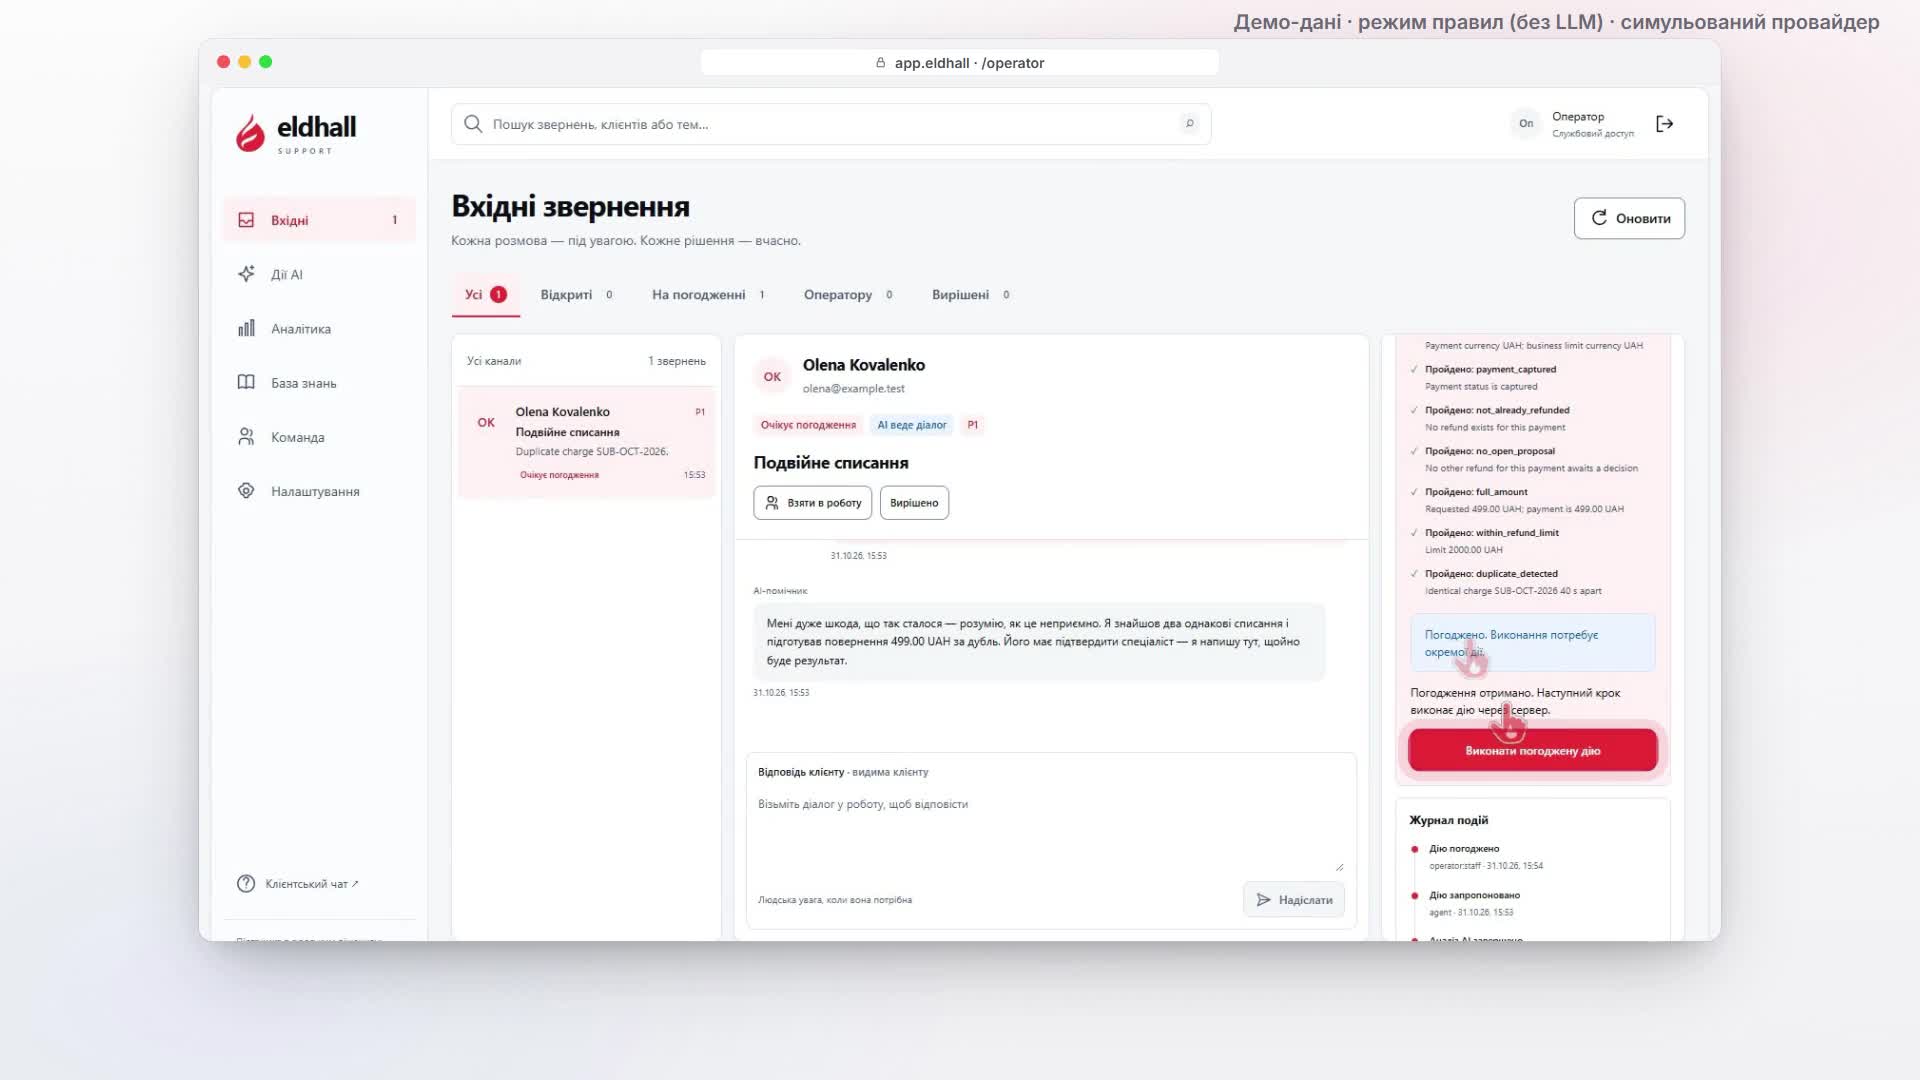 Демо-дані · режим правил (без LLM) · симульований провайдер
app.eldhall · /operator
eldhall
SUPPORT
Пошук звернень, клієнтів або тем...
Оп
Оператор
Службовий доступ
Вхідні 1
Дії AI
Аналітика
База знань
Команда
Налаштування
Клієнтський чат ↗
Вхідні звернення
Кожна розмова — під увагою. Кожне рішення — вчасно.
Оновити
Усі 1
Відкриті 0
На погодженні 1
Оператору 0
Вирішені 0
Усі канали
1 звернень
OK
Olena Kovalenko
P1
Подвійне списання
Duplicate charge SUB-OCT-2026.
Очікує погодження
15:53
OK
Olena Kovalenko
olena@example.test
Очікує погодження
AI веде діалог
P1
Подвійне списання
Взяти в роботу
Вирішено
31.10.26, 15:53
AI-помічник
Мені дуже шкода, що так сталося — розумію, як це неприємно. Я знайшов два однакові списання і
підготував повернення 499.00 UAH за дубль. Його має підтвердити спеціаліст — я напишу тут, щойно
буде результат.
31.10.26, 15:53
Відповідь клієнту · видима клієнту
Візьміть діалог у роботу, щоб відповісти
Людська увага, коли вона потрібна
Надіслати
Payment currency UAH; business limit currency UAH
✓ Пройдено: payment_captured
Payment status is captured
✓ Пройдено: not_already_refunded
No refund exists for this payment
✓ Пройдено: no_open_proposal
No other refund for this payment awaits a decision
✓ Пройдено: full_amount
Requested 499.00 UAH; payment is 499.00 UAH
✓ Пройдено: within_refund_limit
Limit 2000.00 UAH
✓ Пройдено: duplicate_detected
Identical charge SUB-OCT-2026 40 s apart
Погоджено. Виконання потребує
окремої дії.
Погодження отримано. Наступний крок
виконає дію через сервер.
Виконати погоджену дію
Журнал подій
Дію погоджено
operator:staff · 31.10.26, 15:54
Дію запропоновано
agent · 31.10.26, 15:53